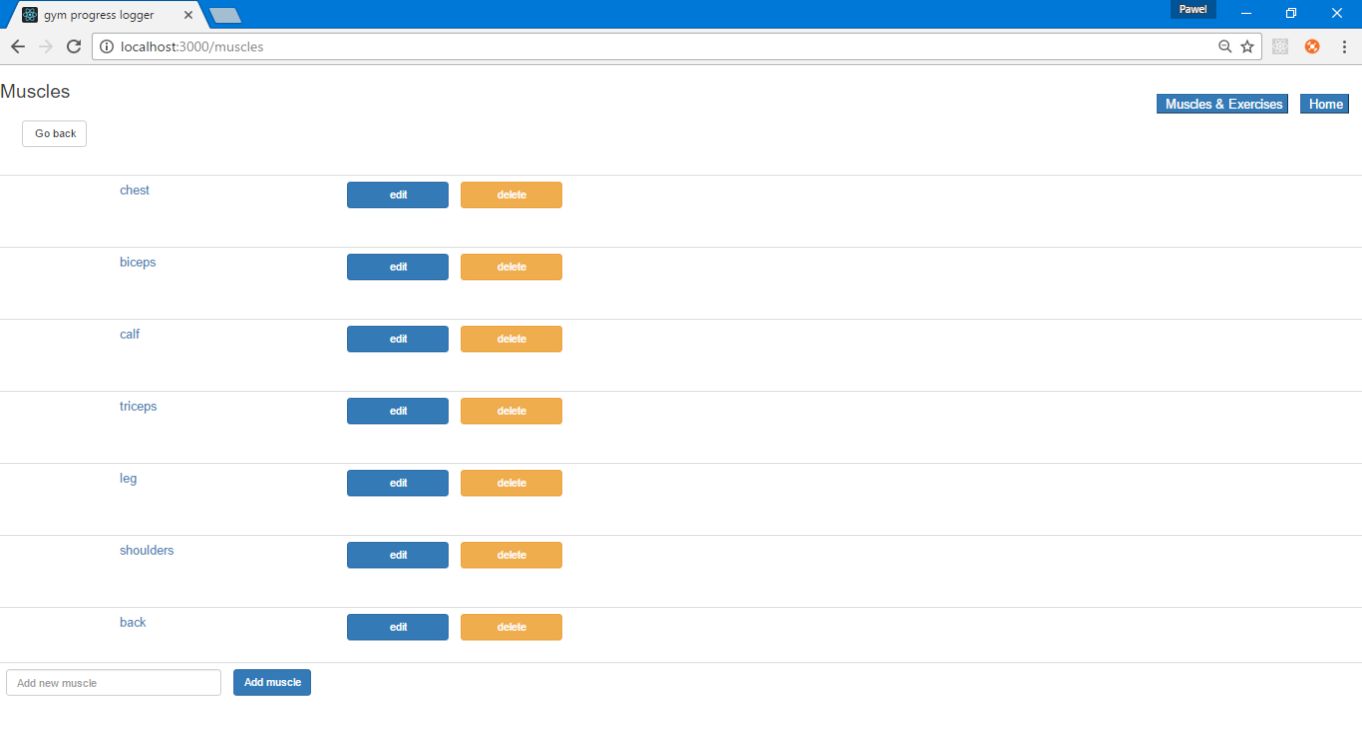 gym progress logger
Pawel
localhost:3000/muscles
Muscles
Muscles & Exercises Home
Go back
chest edit delete
biceps edit delete
calf edit delete
triceps edit delete
leg edit delete
shoulders edit delete
back edit delete
Add new muscle Add muscle